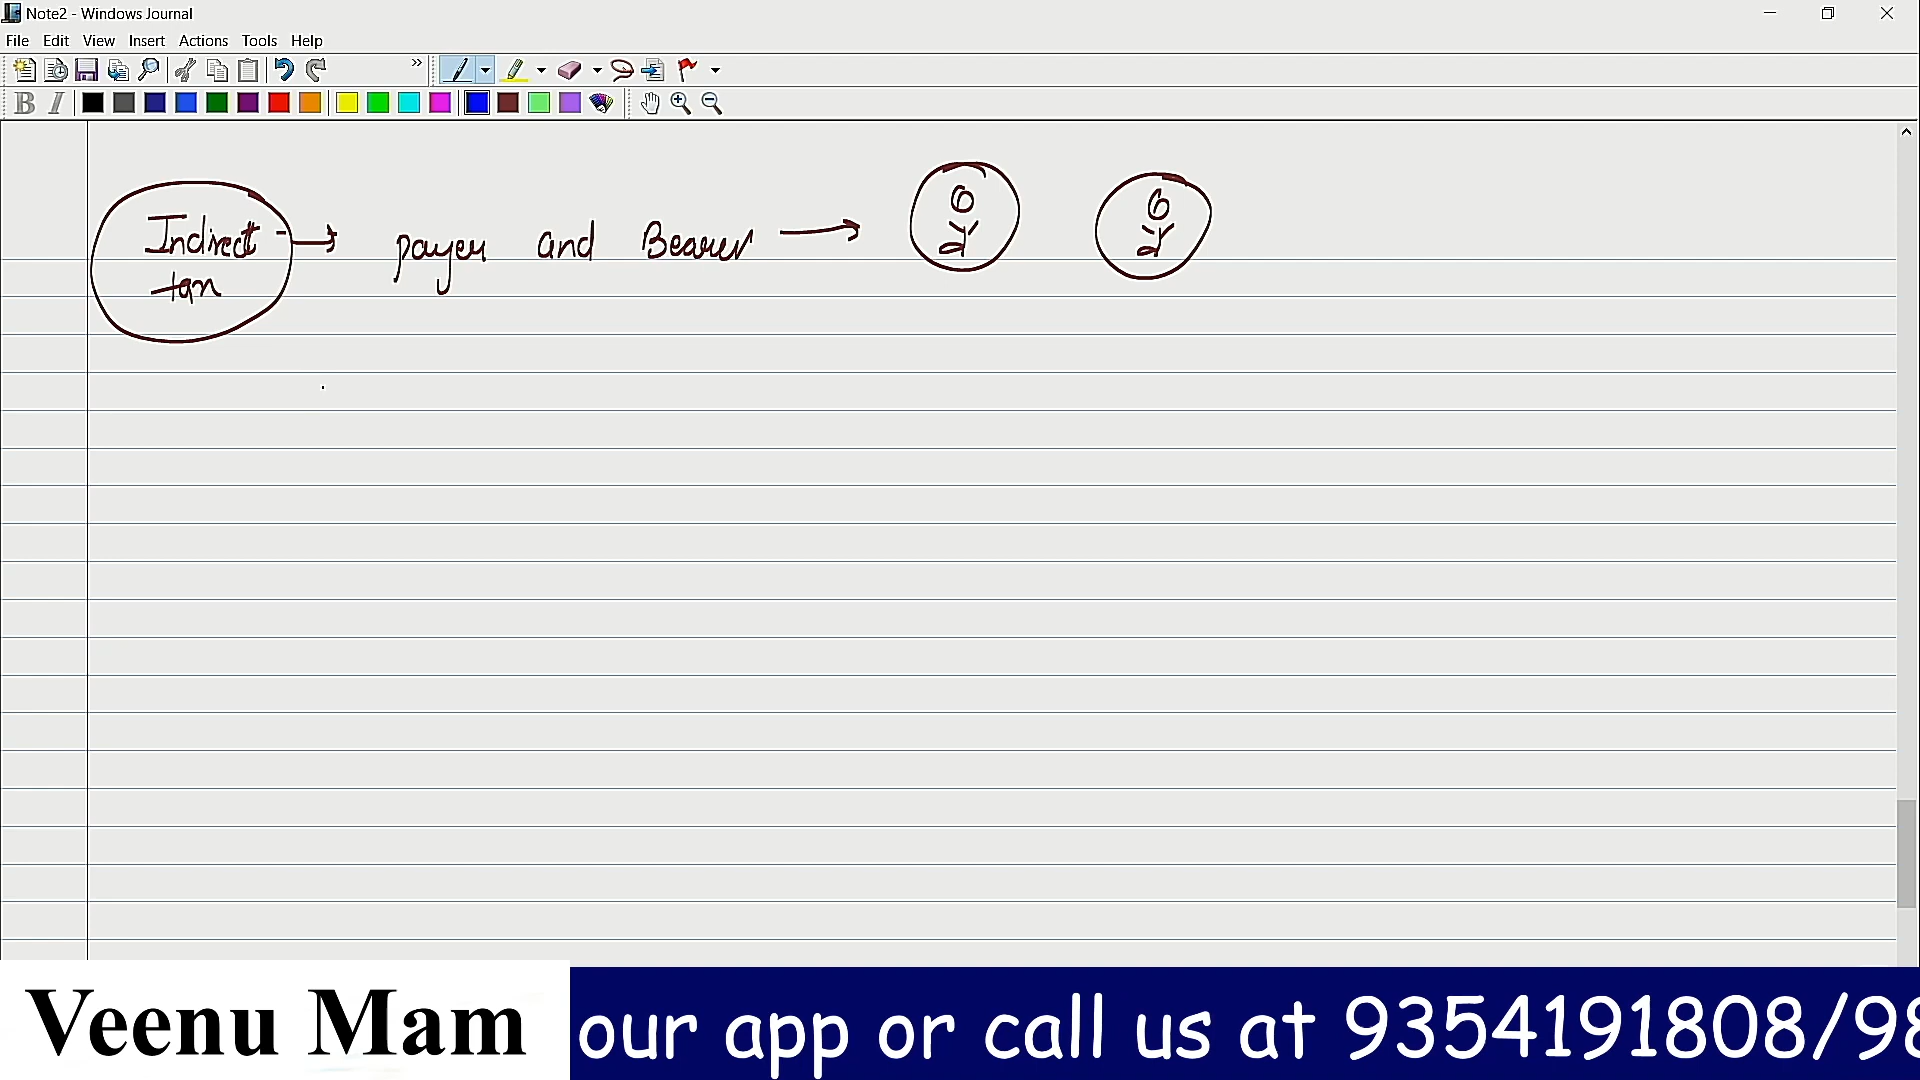 Note2 - Windows Journal
File Edit View Insert Actions Tools Help
B I
Indirect → payer and Bearer →
tax
Veenu Mam
our app or call us at 9354191808/98